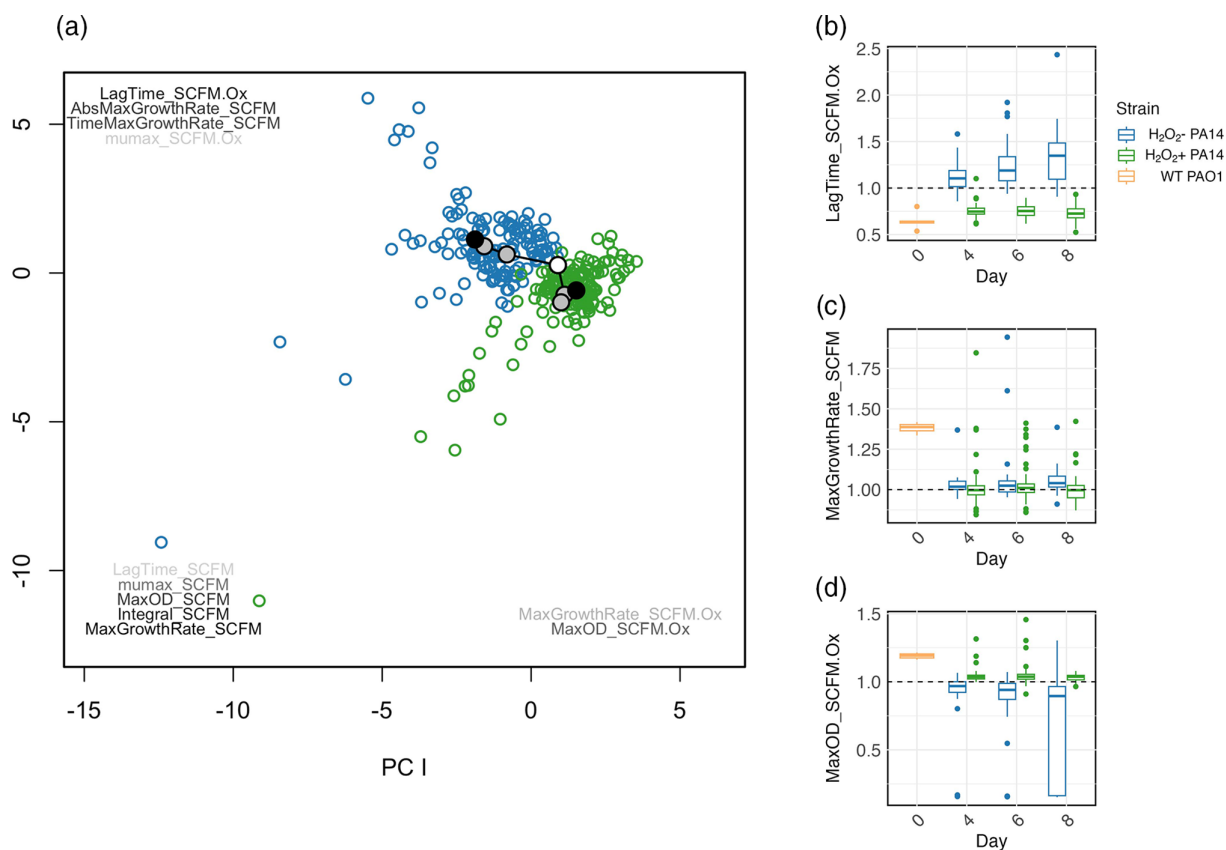 (a)
LagTime_SCFM.Ox
AbsMaxGrowthRate_SCFM
TimeMaxGrowthRate_SCFM
mumax_SCFM.Ox
5
0
-5
-10
LagTime_SCFM
mumax_SCFM
MaxOD_SCFM
Integral_SCFM
MaxGrowthRate_SCFM
MaxGrowthRate_SCFM.Ox
MaxOD_SCFM.Ox
-15 -10 -5 0 5
PC I
(b)
LagTime_SCFM.Ox
2.5
2.0
1.5
1.0
0.5
0 4 6 8
Day
Strain
H₂O₂- PA14
H₂O₂+ PA14
WT PAO1
(c)
MaxGrowthRate_SCFM
1.75
1.50
1.25
1.00
0 4 6 8
Day
(d)
MaxOD_SCFM.Ox
1.5
1.0
0.5
0 4 6 8
Day